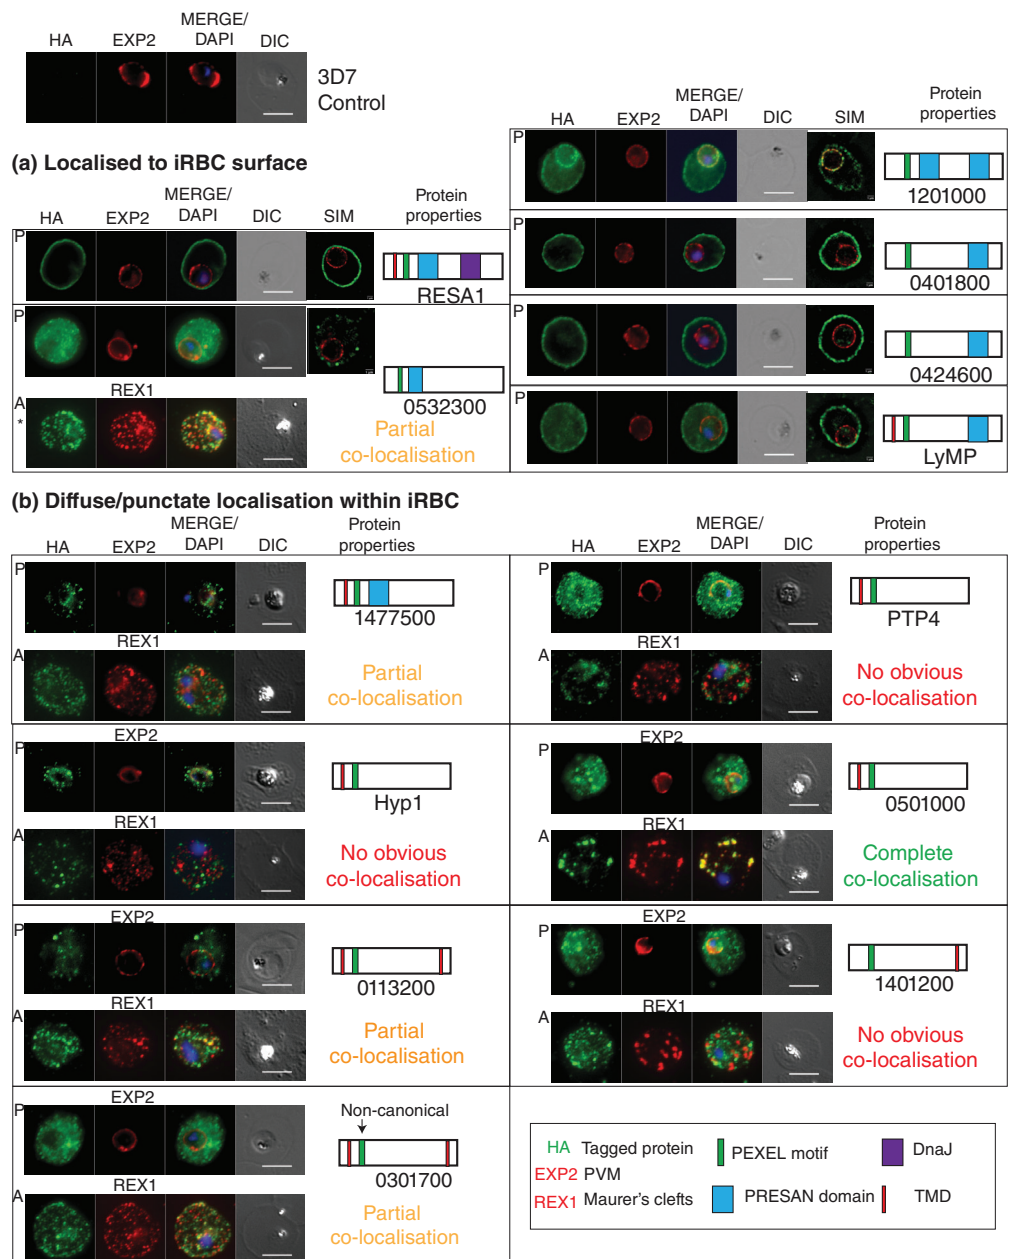 HA EXP2 MERGE/ DAPI DIC
3D7
Control
(a) Localised to iRBC surface
HA EXP2 MERGE/ DAPI DIC SIM Protein properties
P
RESA1
P
REX1
A
*
0532300
Partial
co-localisation
HA EXP2 MERGE/ DAPI DIC SIM Protein properties
P
1201000
P
0401800
P
0424600
P
LyMP
(b) Diffuse/punctate localisation within iRBC
HA EXP2 MERGE/ DAPI DIC Protein properties
P
1477500
REX1
A
Partial
co-localisation
EXP2
P
Hyp1
REX1
A
No obvious
co-localisation
EXP2
P
0113200
REX1
A
Partial
co-localisation
EXP2
P
Non-canonical
0301700
REX1
A
Partial
co-localisation
HA EXP2 MERGE/ DAPI DIC Protein properties
P
PTP4
REX1
A
No obvious
co-localisation
EXP2
P
0501000
REX1
A
Complete
co-localisation
EXP2
P
1401200
REX1
A
No obvious
co-localisation
HA Tagged protein PEXEL motif DnaJ
EXP2 PVM
REX1 Maurer's clefts PRESAN domain TMD